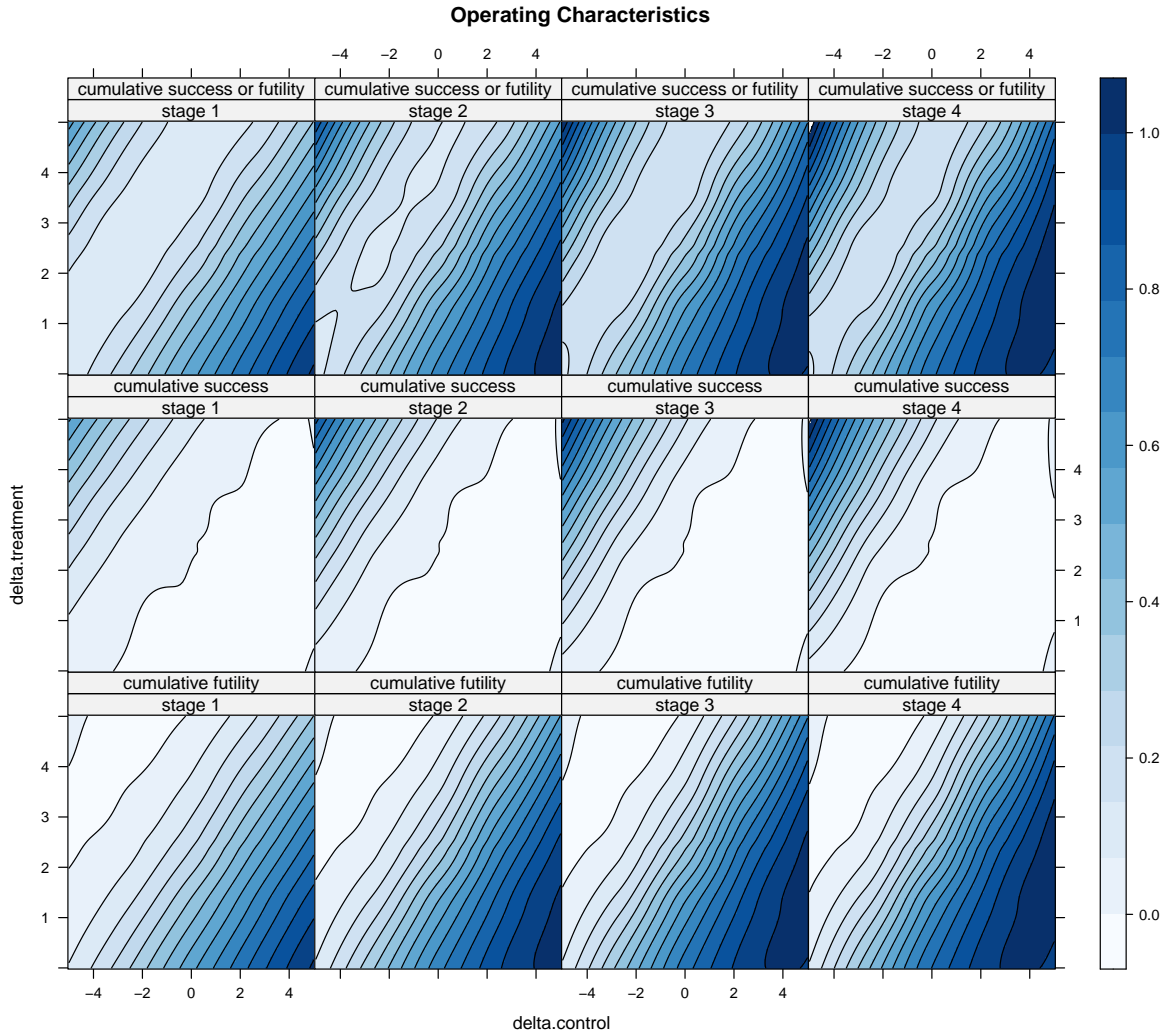 Operating Characteristics
−4 −2 0 2 4 −4 −2 0 2 4
cumulative success or futility cumulative success or futility cumulative success or futility cumulative success or futility
stage 1 stage 2 stage 3 stage 4
4
3
2
1
cumulative success cumulative success cumulative success cumulative success
stage 1 stage 2 stage 3 stage 4
4
3
2
1
cumulative futility cumulative futility cumulative futility cumulative futility
stage 1 stage 2 stage 3 stage 4
4
3
2
1
−4 −2 0 2 4 −4 −2 0 2 4
delta.control
delta.treatment
1.0
0.8
0.6
0.4
0.2
0.0